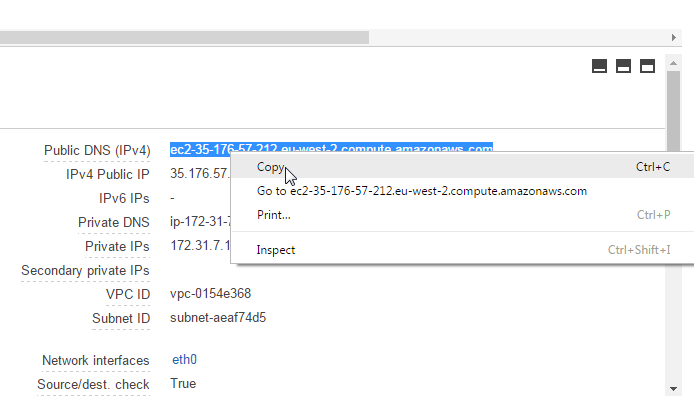 Public DNS (IPv4) ec2-35-176-57-212.eu-west-2.compute.amazonaws.com
Copy Ctrl+C
IPv4 Public IP 35.176.57.
Go to ec2-35-176-57-212.eu-west-2.compute.amazonaws.com
IPv6 IPs -
Print... Ctrl+P
Private DNS ip-172-31-7
Private IPs 172.31.7.1
Inspect Ctrl+Shift+I
Secondary private IPs
VPC ID vpc-0154e368
Subnet ID subnet-aeaf74d5
Network interfaces eth0
Source/dest. check True